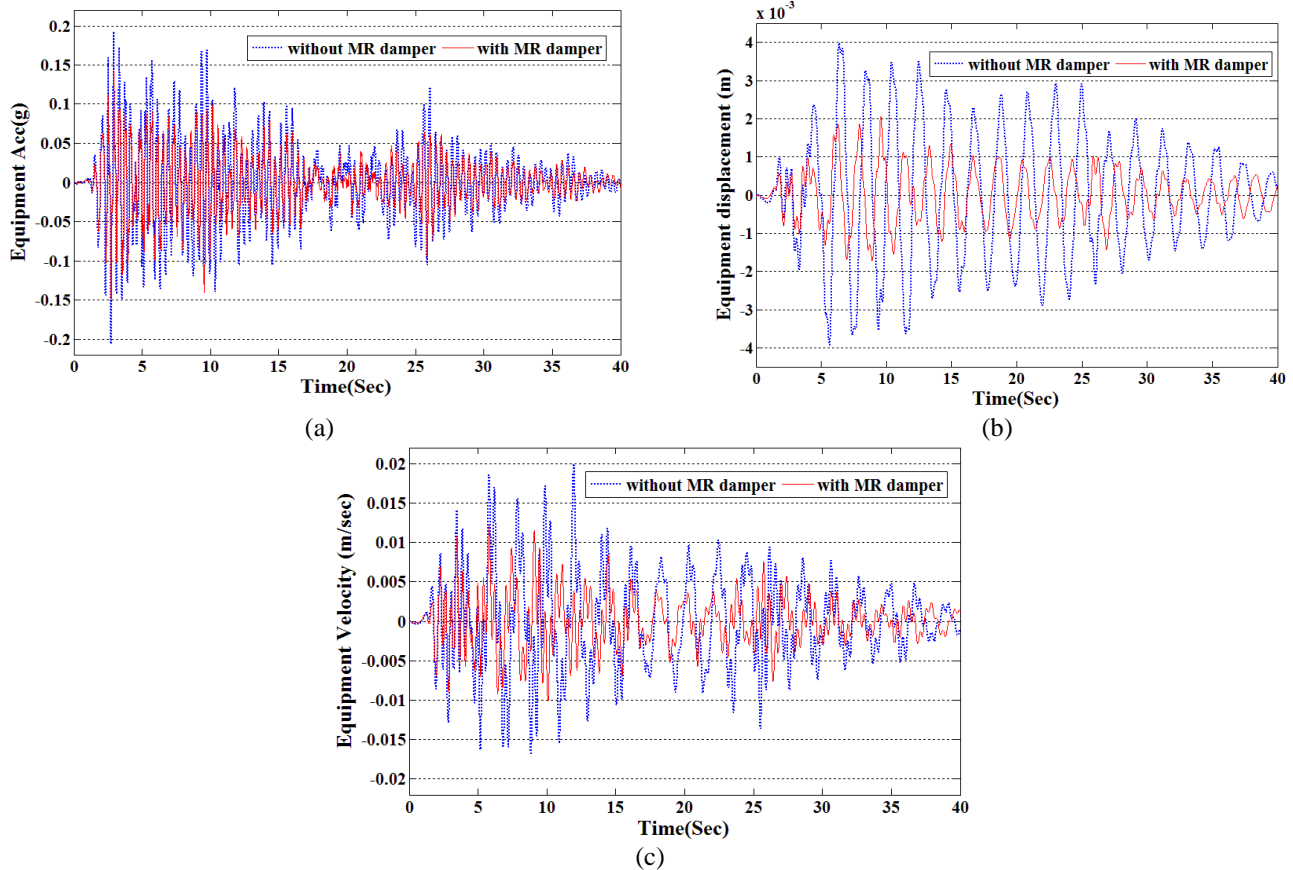 0.2
0.15
0.1
0.05
0
-0.05
-0.1
-0.15
-0.2
Equipment Acc(g)
without MR damper with MR damper
0 5 10 15 20 25 30 35 40
Time(Sec)
(a)
x 10-3
4
3
2
1
0
-1
-2
-3
-4
Equipment displacement (m)
without MR damper with MR damper
0 5 10 15 20 25 30 35 40
Time(Sec)
(b)
0.02
0.015
0.01
0.005
0
-0.005
-0.01
-0.015
-0.02
Equipment Velocity (m/sec)
without MR damper with MR damper
0 5 10 15 20 25 30 35 40
Time(Sec)
(c)